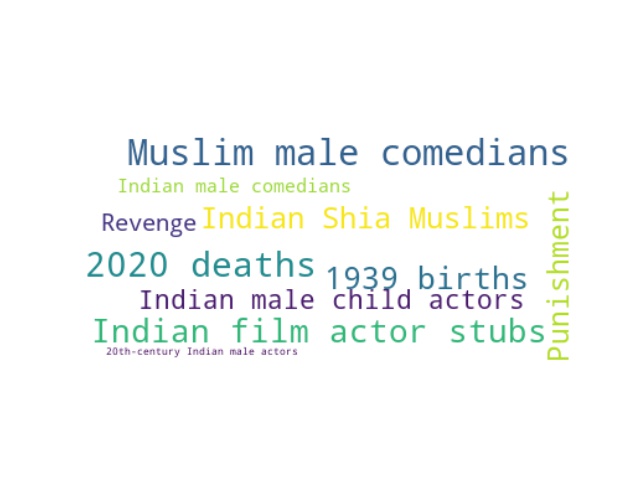 Muslim male comedians
Indian male comedians
Revenge
Indian Shia Muslims
2020 deaths
1939 births
Indian male child actors
Indian film actor stubs
20th-century Indian male actors
Punishment